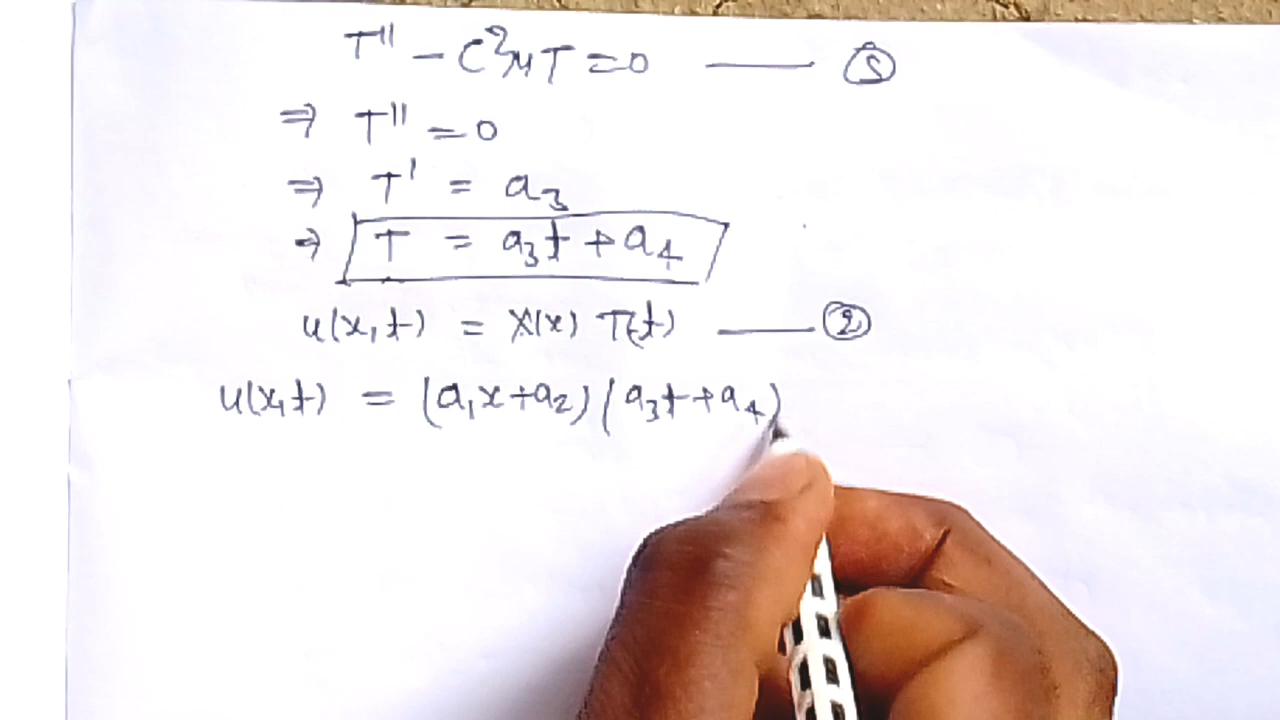 T'' - C²μT = 0 —— ⑤
⇒ T'' = 0
⇒ T' = a₃
⇒ T = a₃t + a₄
u(x,t) = X(x) T(t) —— ②
u(x,t) = (a₁x+a₂)(a₃t+a₄)